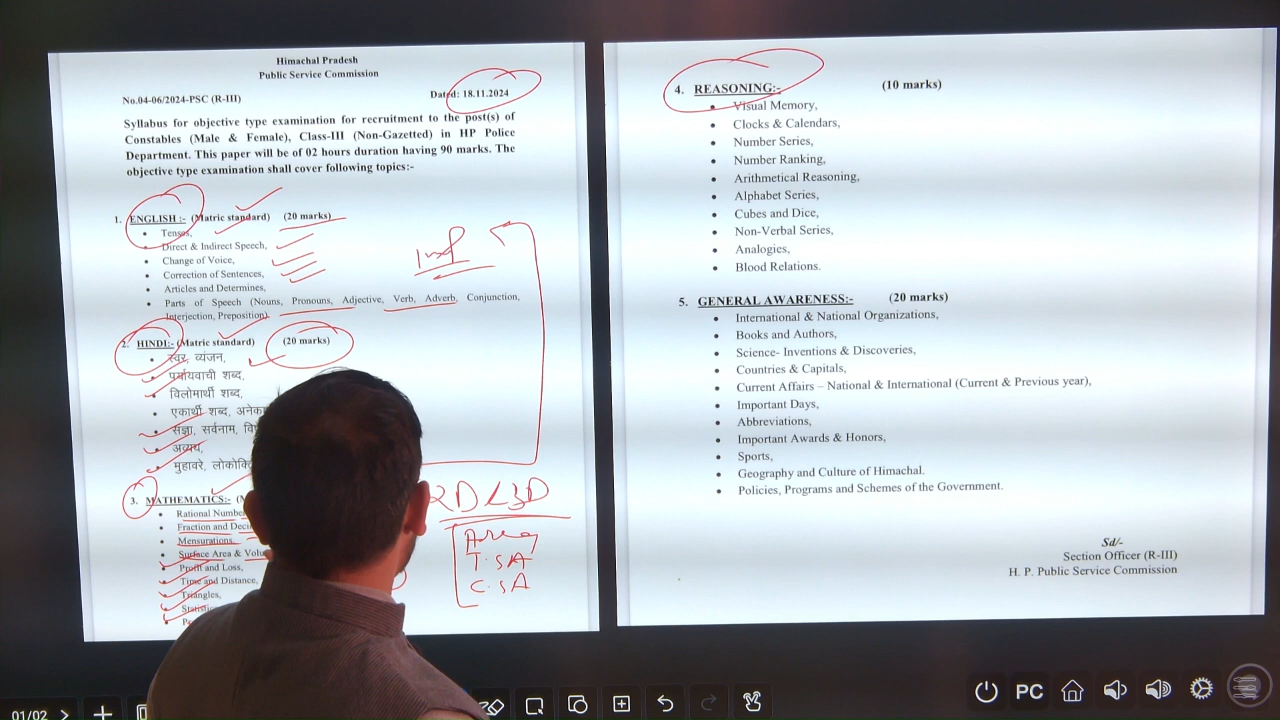 Himachal Pradesh
Public Service Commission
No.04-06/2024-PSC (R-III)
Dated: 18.11.2024
Syllabus for objective type examination for recruitment to the post(s) of
Constables (Male & Female), Class-III (Non-Gazetted) in HP Police
Department. This paper will be of 02 hours duration having 90 marks. The
objective type examination shall cover following topics:-
1. ENGLISH :- (Matric standard) (20 marks)
• Tenses,
• Direct & Indirect Speech,
• Change of Voice,
• Correction of Sentences,
• Articles and Determines,
• Parts of Speech (Nouns, Pronouns, Adjective, Verb, Adverb, Conjunction,
Interjection, Preposition)
2. HINDI:- (Matric standard) (20 marks)
• स्वर, व्यंजन,
• पर्यायवाची शब्द,
• विलोमार्थी शब्द,
• एकार्थी शब्द,
• संज्ञा, सर्वनाम,
• अव्यय,
• मुहावरे,
3. MATHEMATICS:-
• Rational
• Fraction and
• Mensurations,
• Surface Area &
• Profit and Loss,
• Time and Distance,
• Triangles,
2D < 3D
Area
T.SA
C.SA
4. REASONING:- (10 marks)
• Visual Memory,
• Clocks & Calendars,
• Number Series,
• Number Ranking,
• Arithmetical Reasoning,
• Alphabet Series,
• Cubes and Dice,
• Non-Verbal Series,
• Analogies,
• Blood Relations.
5. GENERAL AWARENESS:- (20 marks)
• International & National Organizations,
• Books and Authors,
• Science- Inventions & Discoveries,
• Countries & Capitals,
• Current Affairs – National & International (Current & Previous year),
• Important Days,
• Abbreviations,
• Important Awards & Honors,
• Sports,
• Geography and Culture of Himachal.
• Policies, Programs and Schemes of the Government.
Sd/-
Section Officer (R-III)
H. P. Public Service Commission
01/02
PC